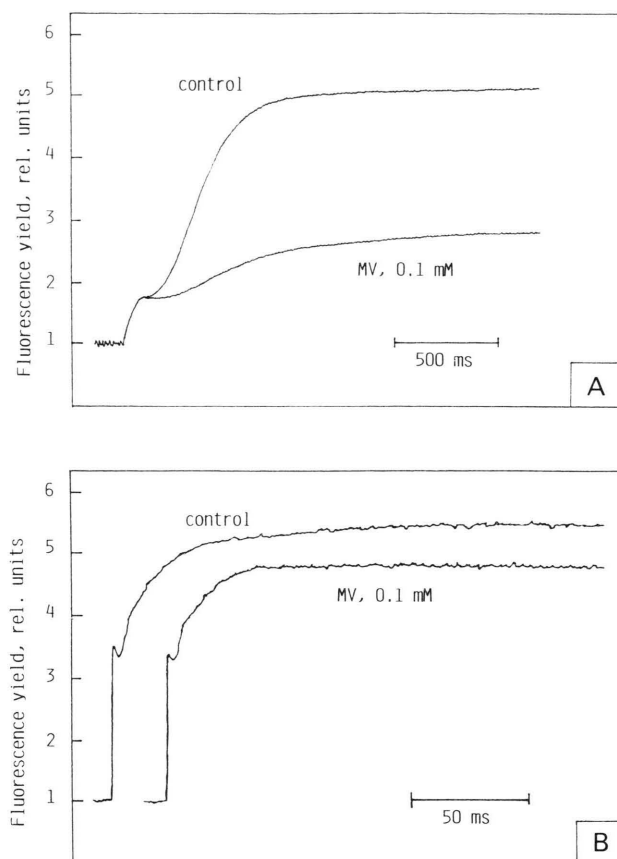 Fluorescence yield, rel. units
6
5
4
3
2
1
control
MV, 0.1 mM
500 ms
A
Fluorescence yield, rel. units
6
5
4
3
2
1
control
MV, 0.1 mM
50 ms
B